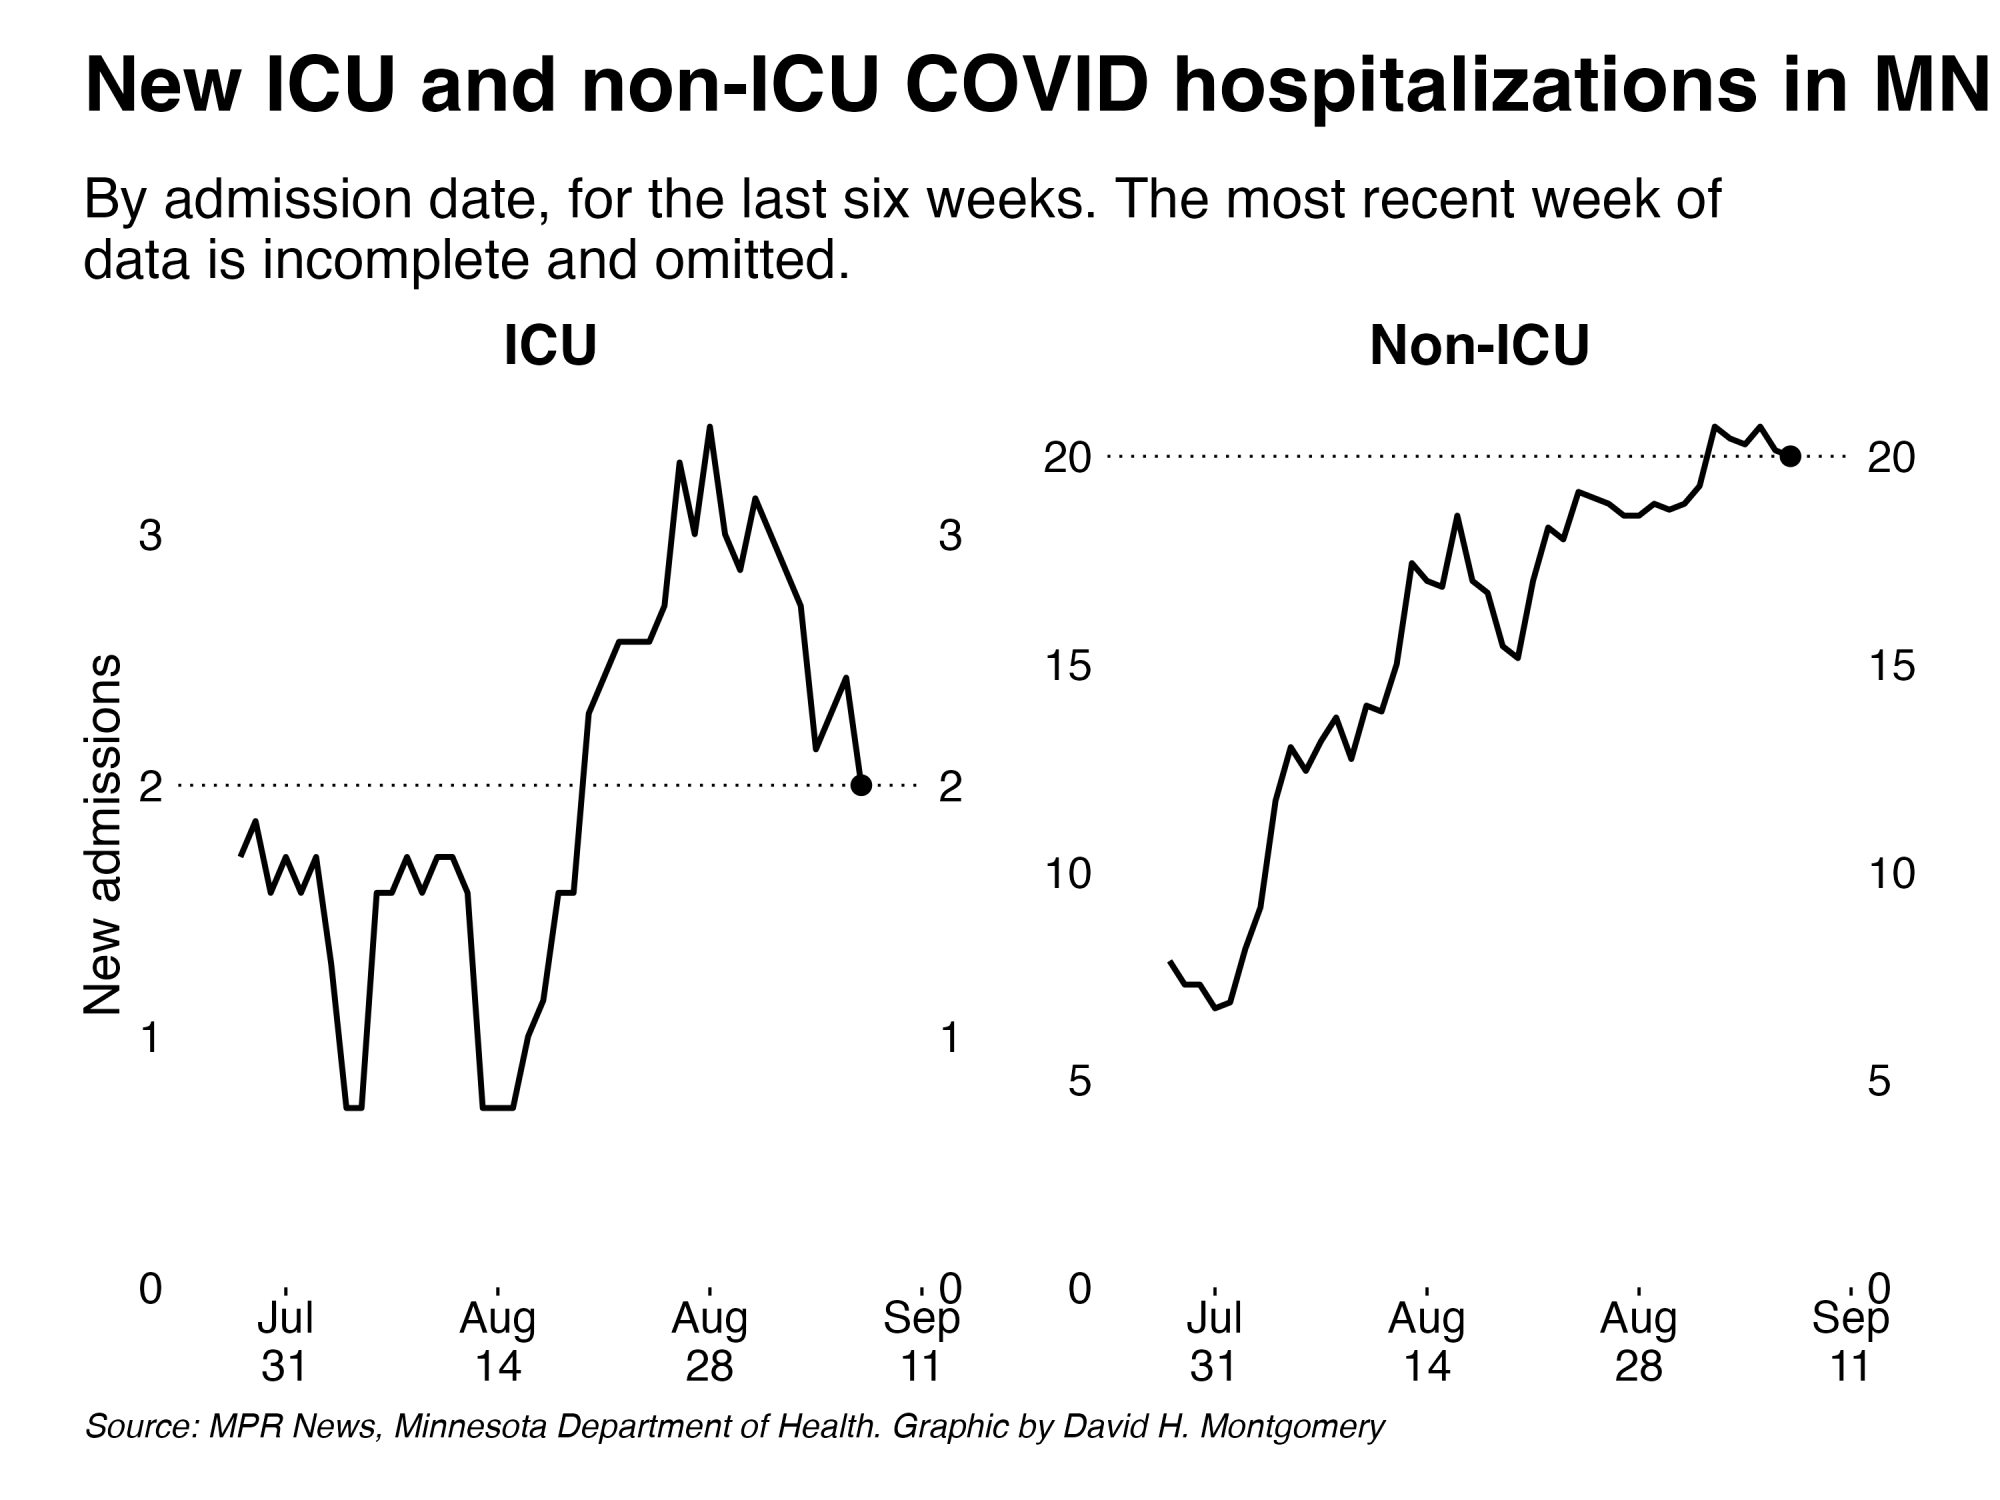 New ICU and non-ICU COVID hospitalizations in MN
By admission date, for the last six weeks. The most recent week of
data is incomplete and omitted.
ICU
New admissions
3
2
1
0
3
2
1
0
Jul
31
Aug
14
Aug
28
Sep
11
Non-ICU
20
15
10
5
0
20
15
10
5
0
Jul
31
Aug
14
Aug
28
Sep
11
Source: MPR News, Minnesota Department of Health. Graphic by David H. Montgomery